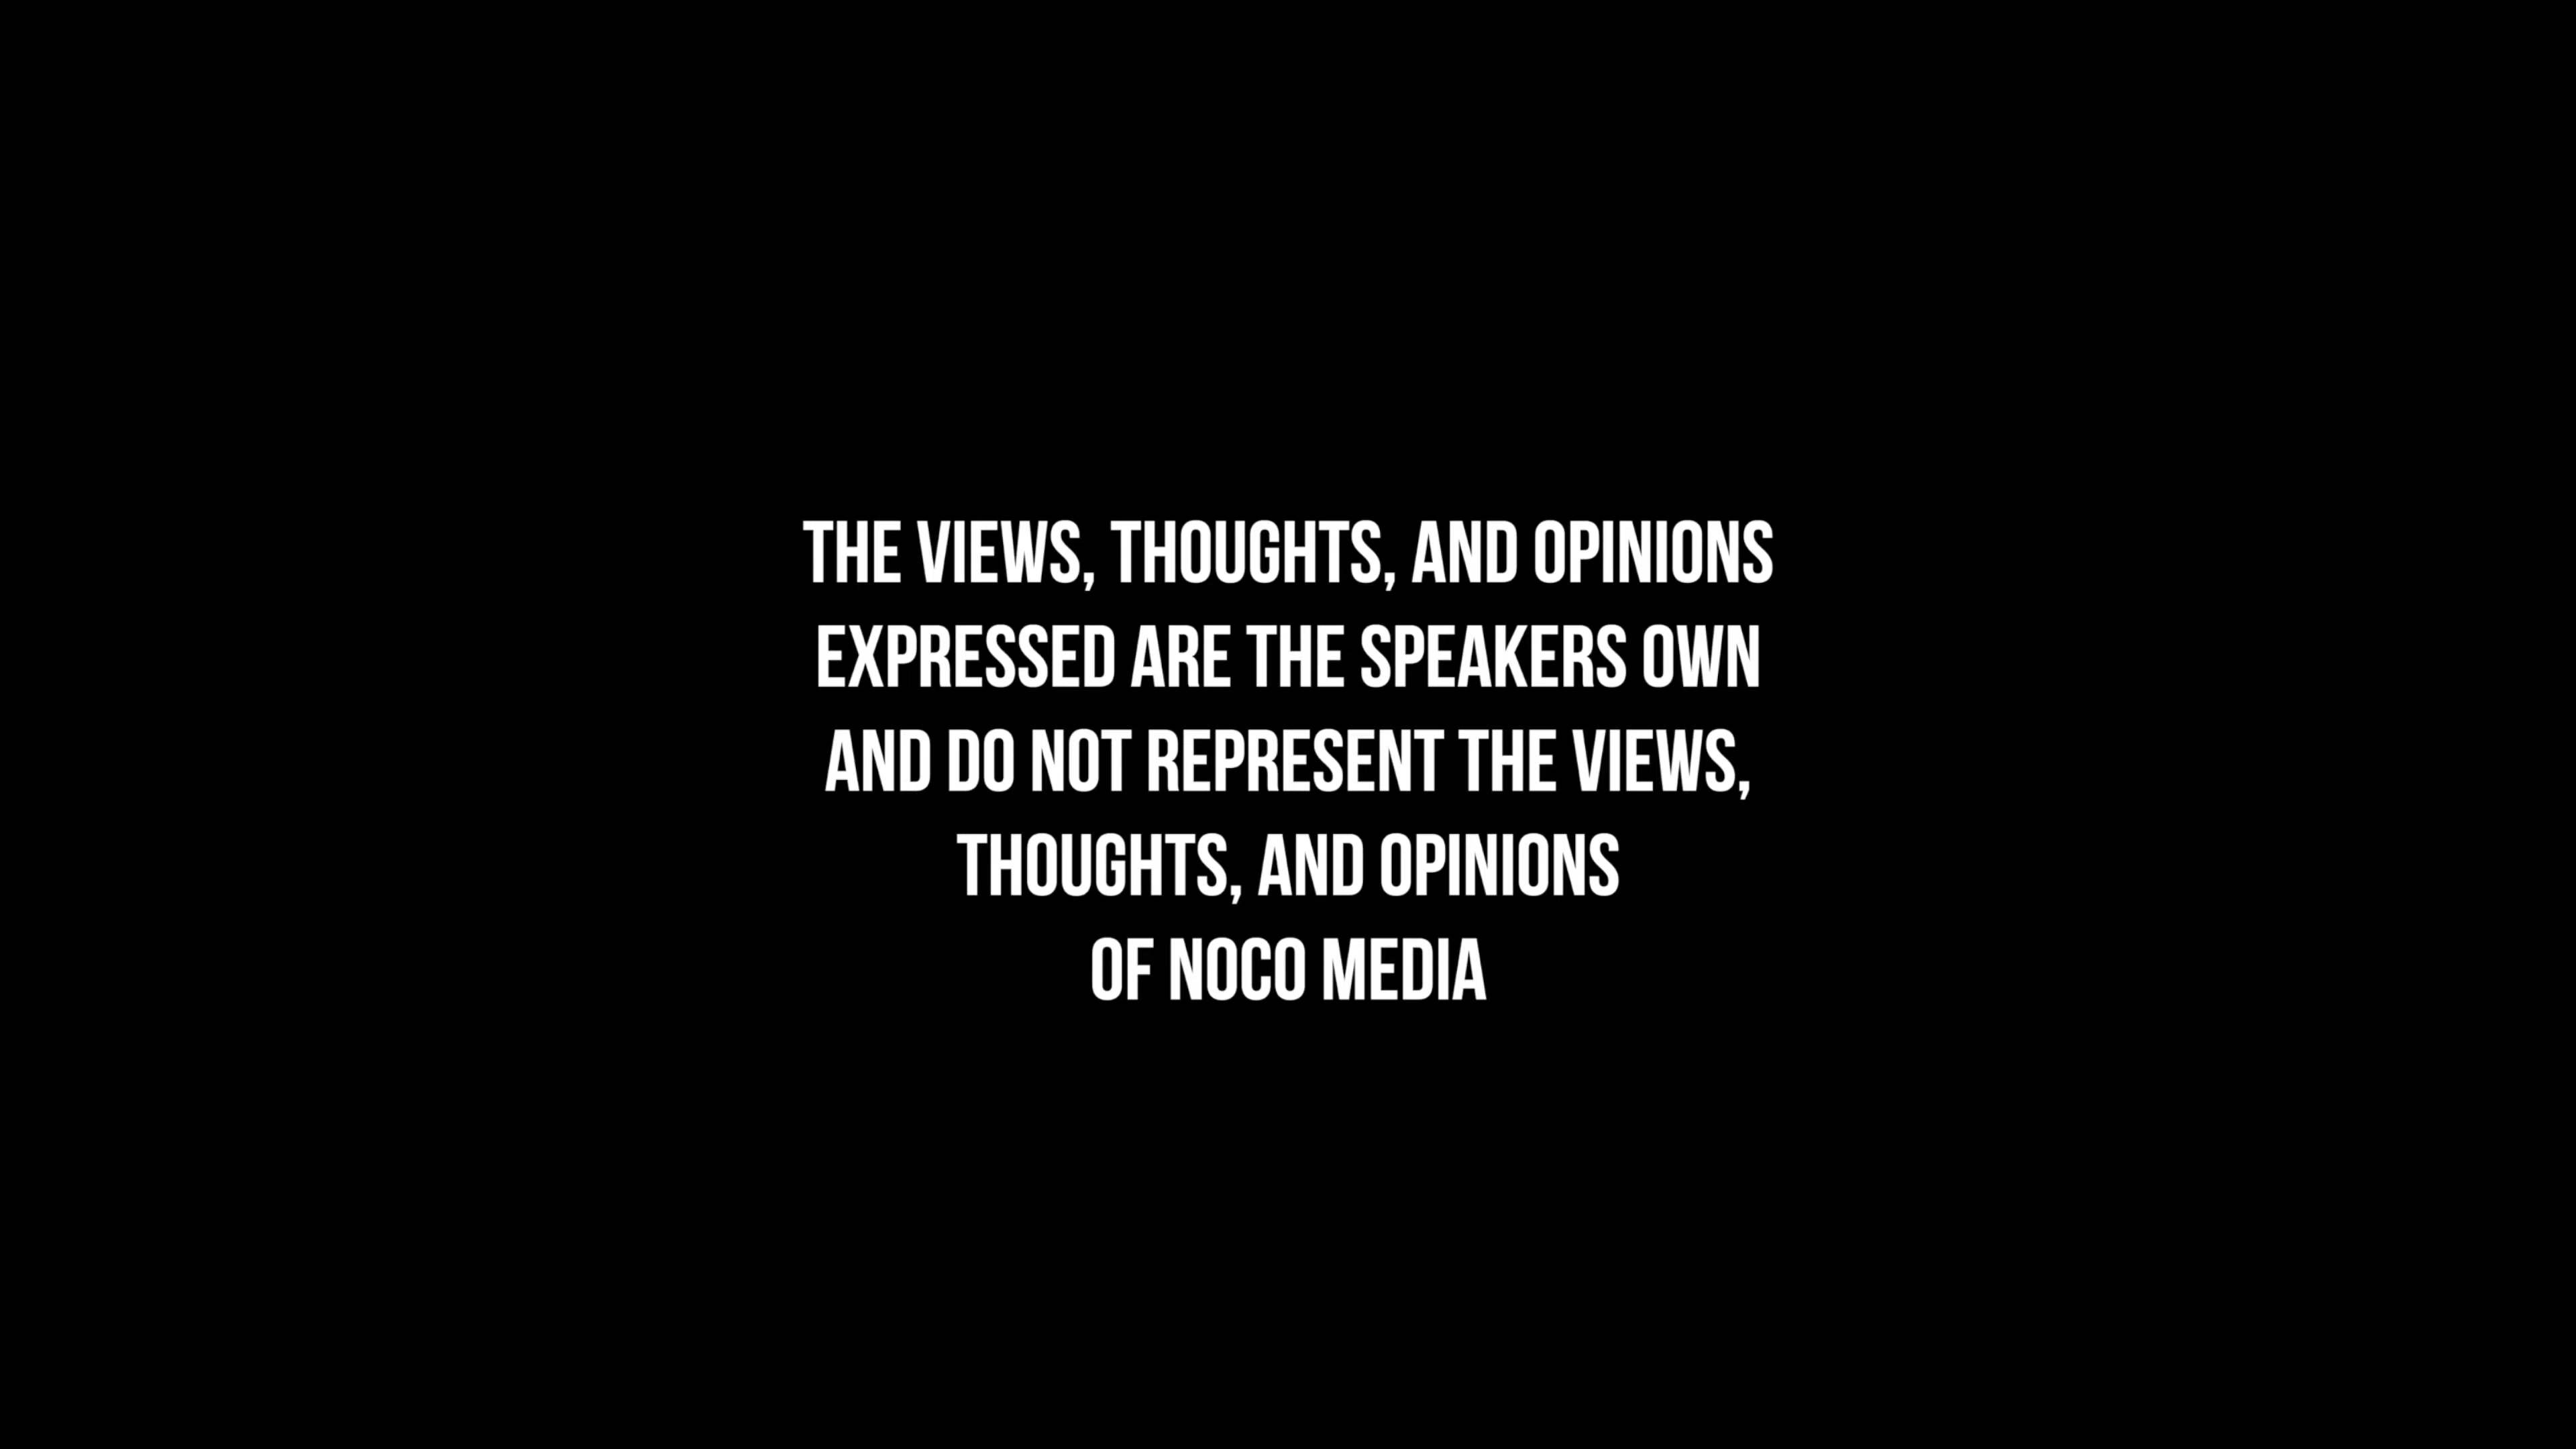 THE VIEWS, THOUGHTS, AND OPINIONS
EXPRESSED ARE THE SPEAKERS OWN
AND DO NOT REPRESENT THE VIEWS,
THOUGHTS, AND OPINIONS
OF NOCO MEDIA